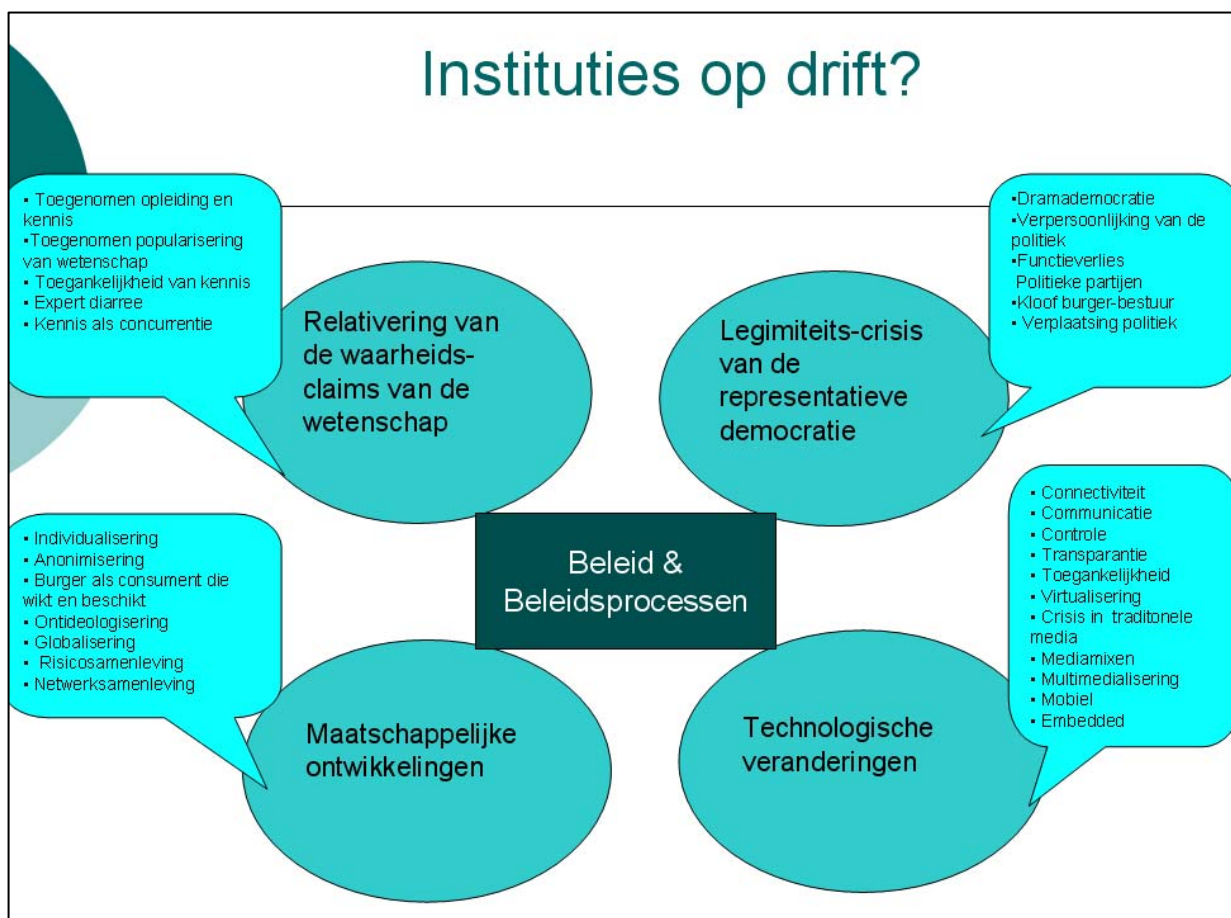 Instituties op drift?
▪ Toegenomen opleiding en
kennis
▪Toegenomen popularisering
van wetenschap
▪ Toegankelijkheid van kennis
▪ Expert diarree
▪ Kennis als concurrentie
Relativering van
de waarheids-
claims van de
wetenschap
▪Dramademocratie
▪Verpersoonlijking van de
politiek
▪Functieverlies
Politieke partijen
▪Kloof burger-bestuur
▪ Verplaatsing politiek
Legimiteits-crisis
van de
representatieve
democratie
Beleid &
Beleidsprocessen
▪ Individualisering
▪ Anonimisering
▪ Burger als consument die
wikt en beschikt
▪ Ontideologisering
▪ Globalisering
▪ Risicosamenleving
▪ Netwerksamenleving
Maatschappelijke
ontwikkelingen
▪ Connectiviteit
▪ Communicatie
▪ Controle
▪ Transparantie
▪ Toegankelijkheid
▪ Virtualisering
▪ Crisis in traditonele
media
▪ Mediamixen
▪ Multimedialisering
▪ Mobiel
▪ Embedded
Technologische
veranderingen